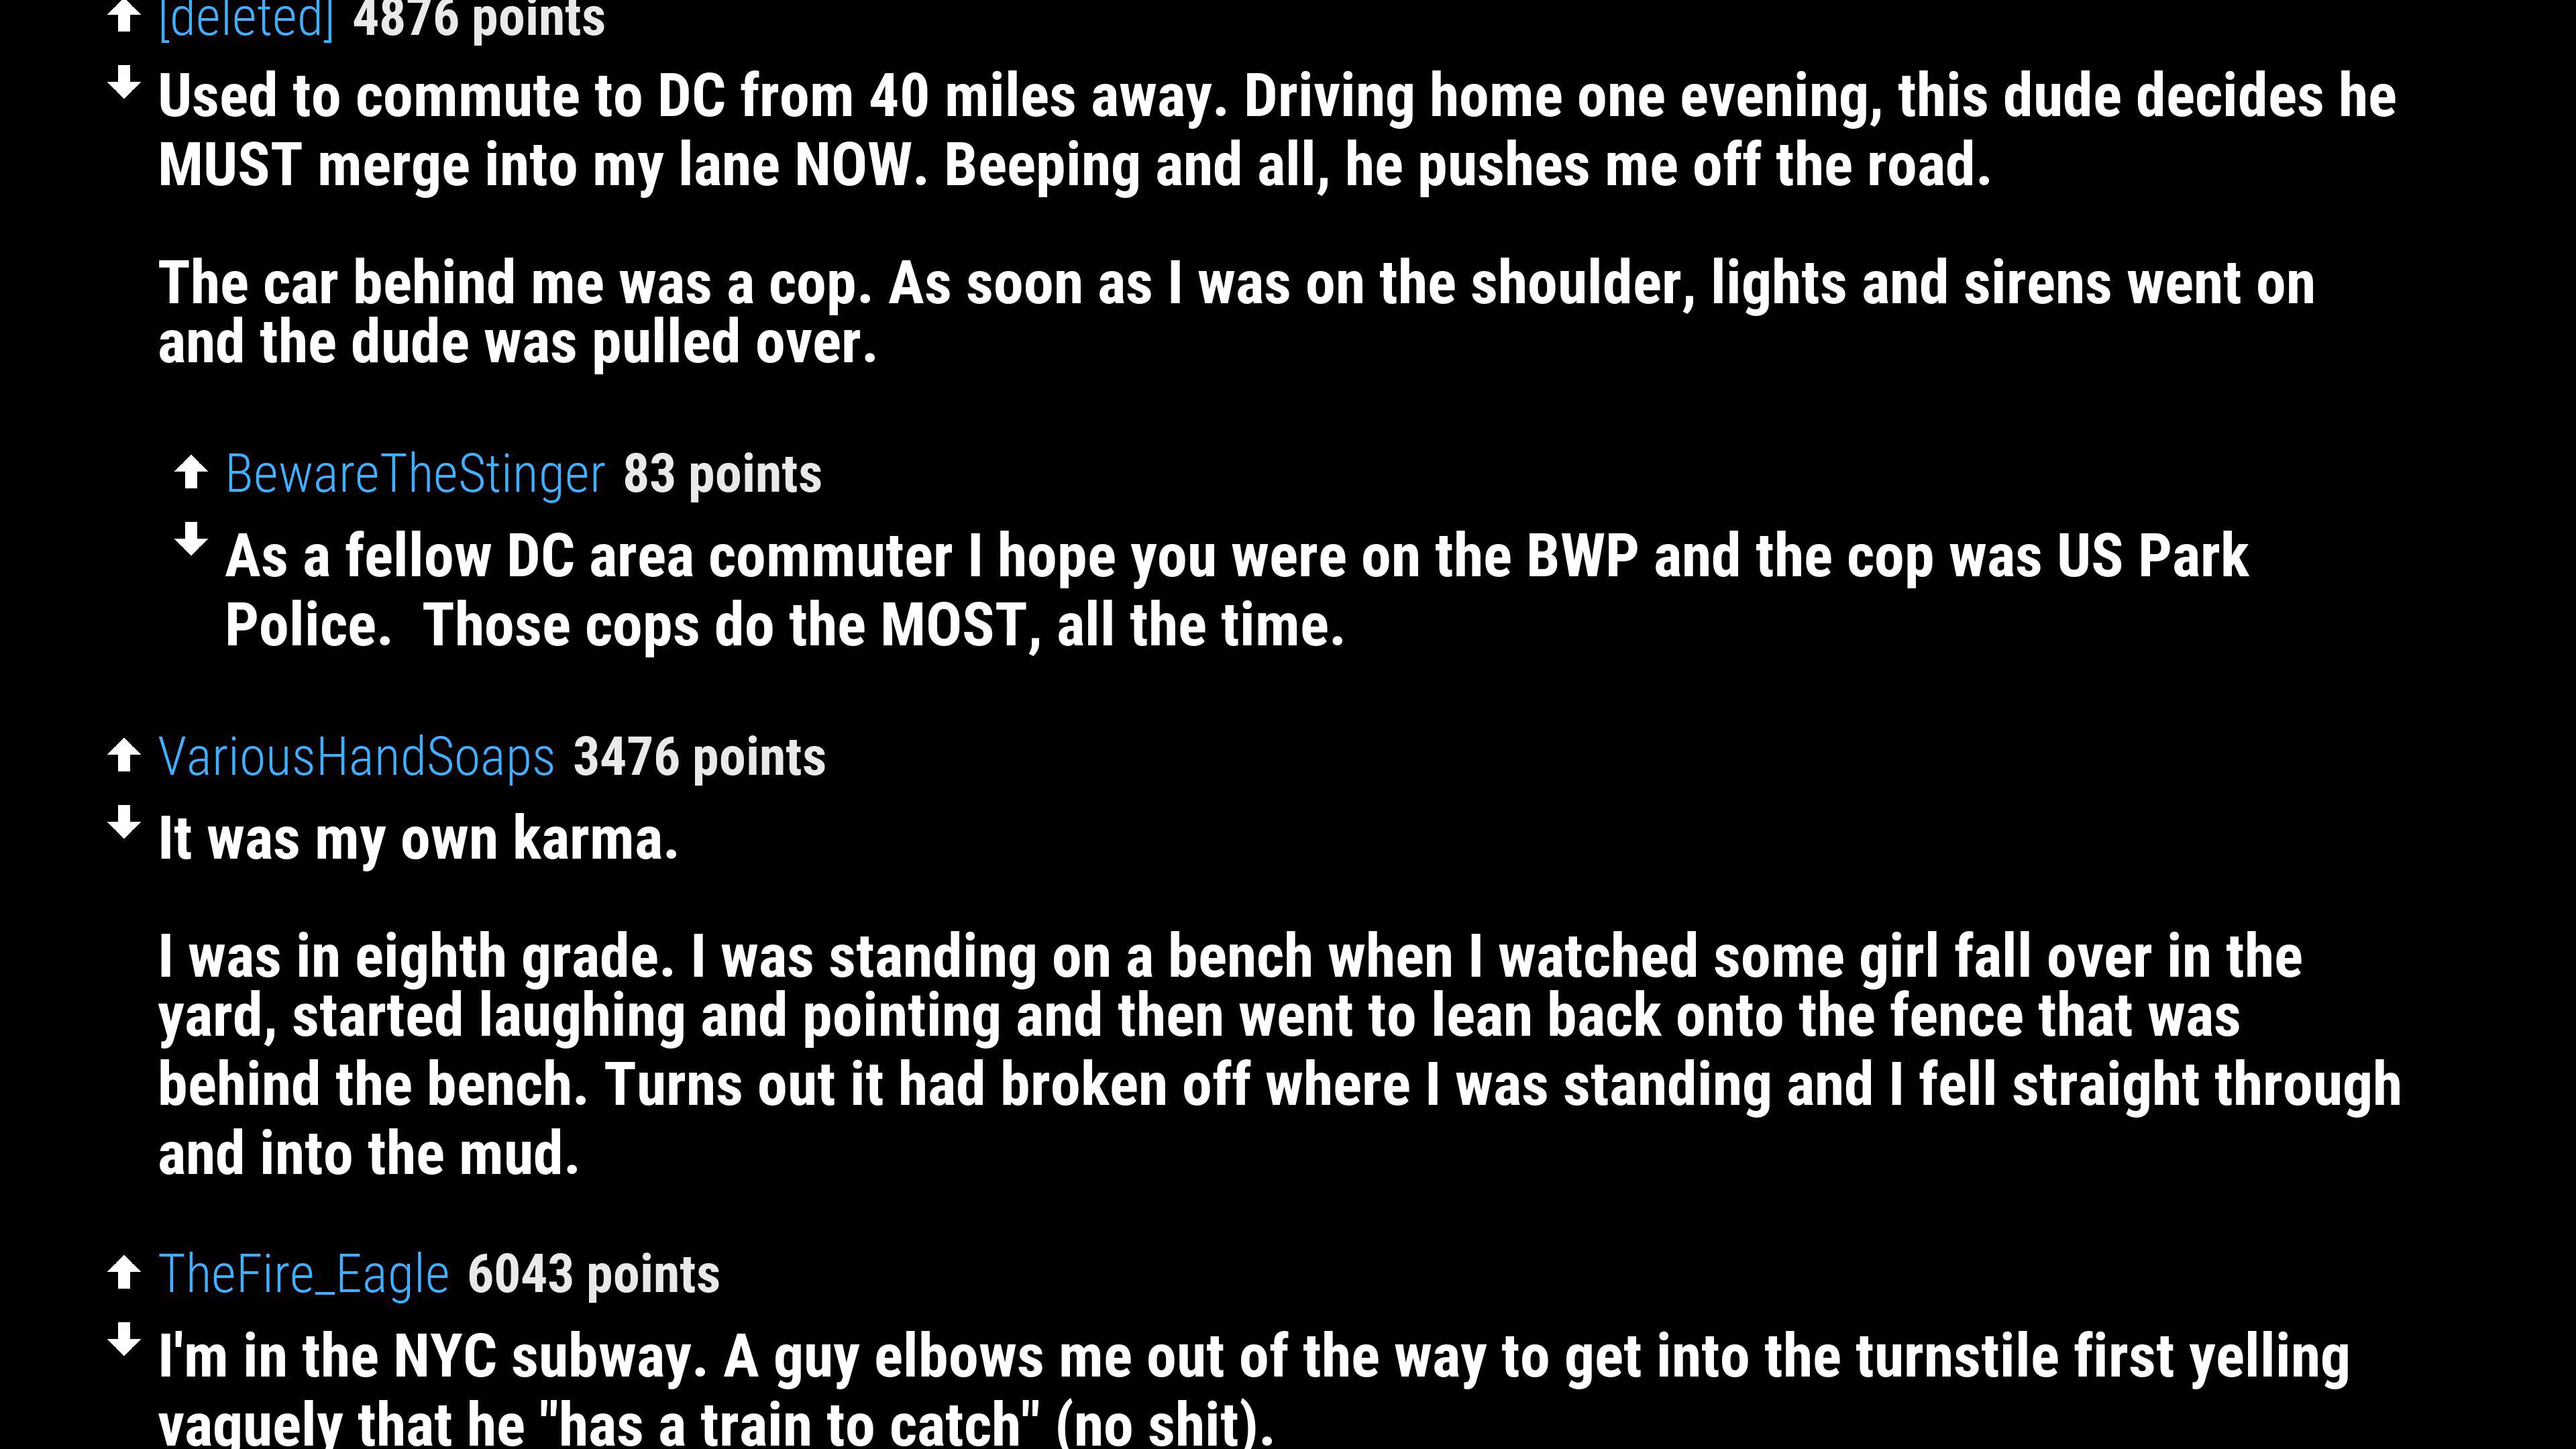 [deleted] 4876 points
Used to commute to DC from 40 miles away. Driving home one evening, this dude decides he
MUST merge into my lane NOW. Beeping and all, he pushes me off the road.
The car behind me was a cop. As soon as I was on the shoulder, lights and sirens went on
and the dude was pulled over.
BewareTheStinger 83 points
As a fellow DC area commuter I hope you were on the BWP and the cop was US Park
Police.  Those cops do the MOST, all the time.
VariousHandSoaps 3476 points
It was my own karma.
I was in eighth grade. I was standing on a bench when I watched some girl fall over in the
yard, started laughing and pointing and then went to lean back onto the fence that was
behind the bench. Turns out it had broken off where I was standing and I fell straight through
and into the mud.
TheFire_Eagle 6043 points
I'm in the NYC subway. A guy elbows me out of the way to get into the turnstile first yelling
vaguely that he "has a train to catch" (no shit).